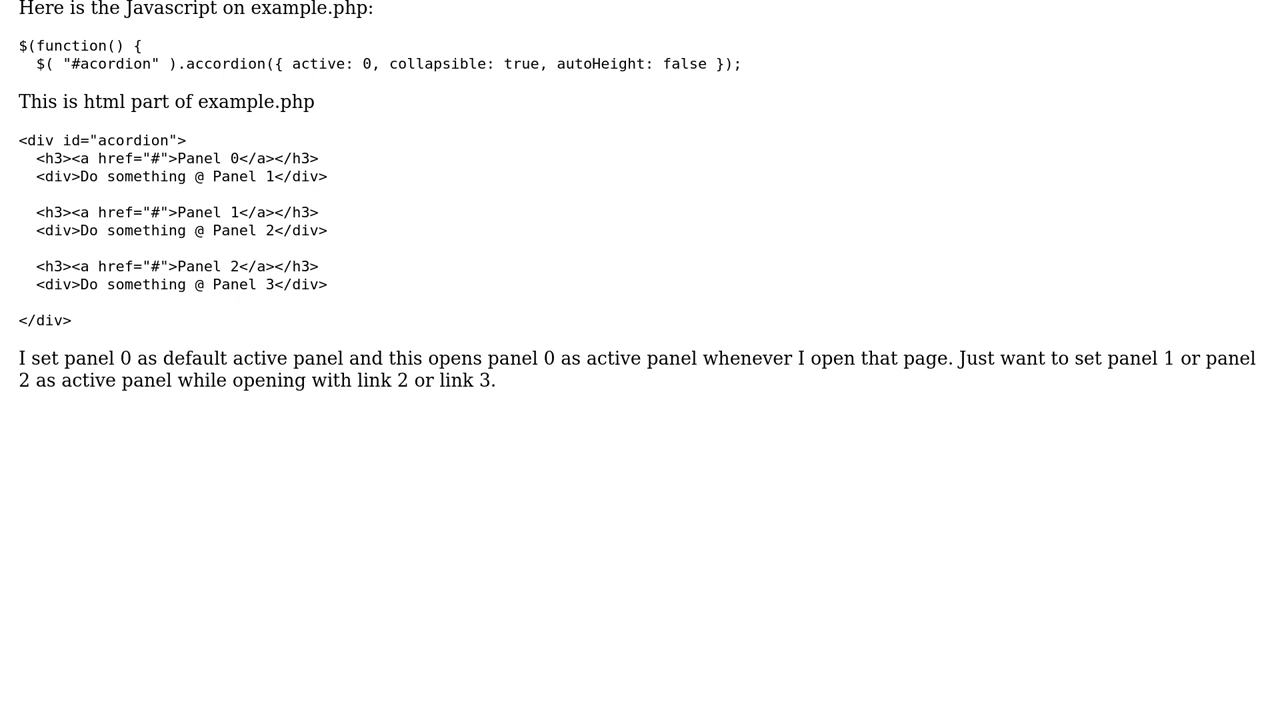 Here is the Javascript on example.php:
$(function() {
  $( "#acordion" ).accordion({ active: 0, collapsible: true, autoHeight: false });
This is html part of example.php
<div id="acordion">
  <h3><a href="#">Panel 0</a></h3>
  <div>Do something @ Panel 1</div>
  <h3><a href="#">Panel 1</a></h3>
  <div>Do something @ Panel 2</div>
  <h3><a href="#">Panel 2</a></h3>
  <div>Do something @ Panel 3</div>
</div>
I set panel 0 as default active panel and this opens panel 0 as active panel whenever I open that page. Just want to set panel 1 or panel
2 as active panel while opening with link 2 or link 3.